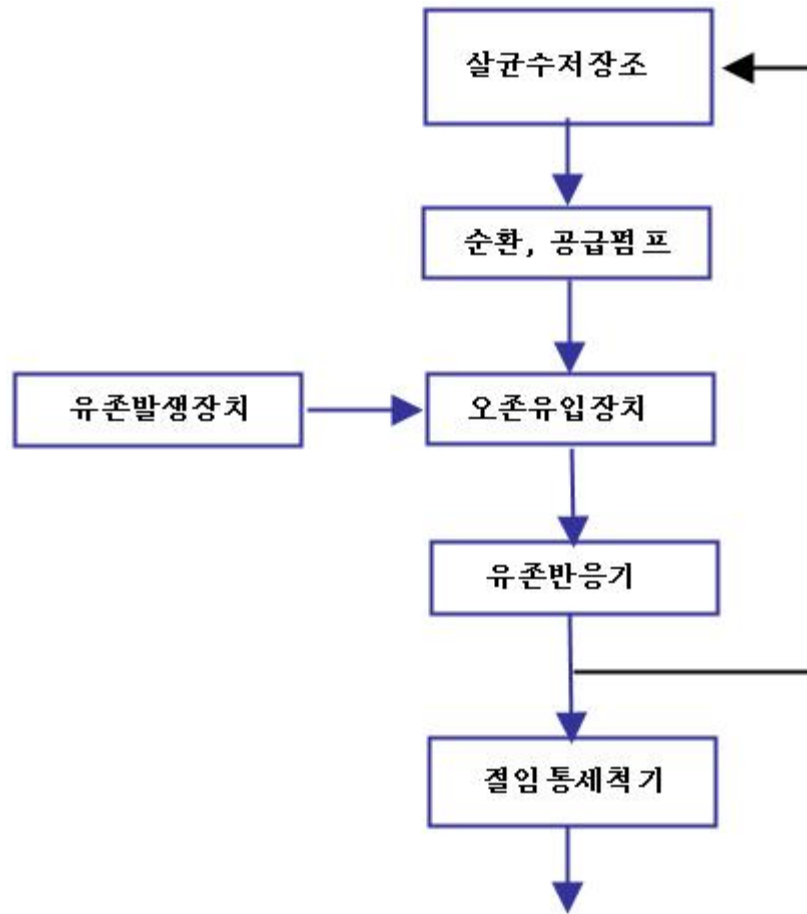 살균수저장조
순환, 공급펌프
유존발생장치
오존유입장치
유존반응기
절임통세척기